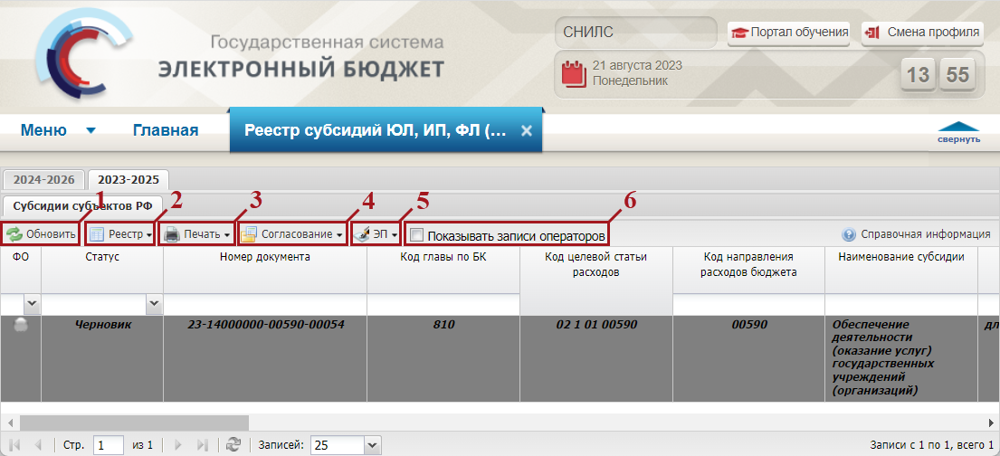 Государственная система
ЭЛЕКТРОННЫЙ БЮДЖЕТ
СНИЛС
Портал обучения
Смена профиля
21 августа 2023
Понедельник
13 55
Меню
Главная
Реестр субсидий ЮЛ, ИП, ФЛ (...
свернуть
2024-2026
2023-2025
Субсидии субъектов РФ
1 2 3 4 5 6
Обновить
Реестр
Печать
Согласование
ЭП
Показывать записи операторов
Справочная информация
ФО
Статус
Номер документа
Код главы по БК
Код целевой статьи
расходов
Код направления
расходов бюджета
Наименование субсидии
Черновик
23-14000000-00590-00054
810
02 1 01 00590
00590
Обеспечение
деятельности
(оказание услуг)
государственных
учреждений
(организаций)
дл
Стр. 1 из 1
Записей: 25
Записи с 1 по 1, всего 1